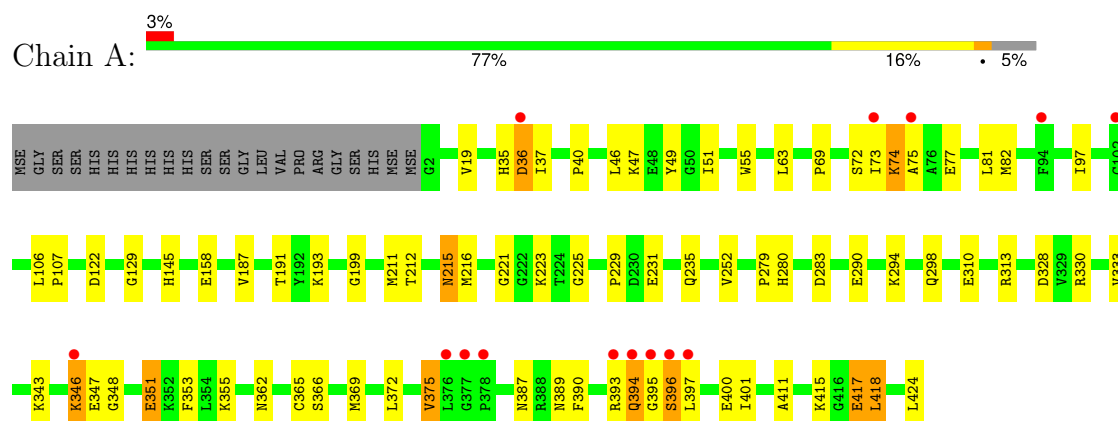 3%
Chain A:
77% 16% • 5%
MSE GLY SER SER HIS HIS HIS HIS HIS HIS SER SER GLY LEU VAL PRO ARG GLY SER HIS MSE MSE G2 V19 H35 D36 I37 P40 L46 K47 E48 Y49 G50 I51 W55 L63 P69 S72 I73 K74 A75 A76 E77 L81 M82 F94 I97
L106 P107 D122 G129 H145 E158 V187 T191 Y192 K193 G199 M211 T212 N215 M216 G221 G222 K223 T224 G225 P229 D230 E231 Q235 V252 P279 H280 D283 E290 K294 Q298 E310 R313 D328 V329 R330
K343 K346 E347 G348 E351 K352 F353 L354 K355 N362 C365 S366 M369 L372 V375 L376 G377 P378 N387 R388 N389 F390 R393 Q394 G395 S396 L397 E400 I401 A411 K415 G416 E417 L418 L424